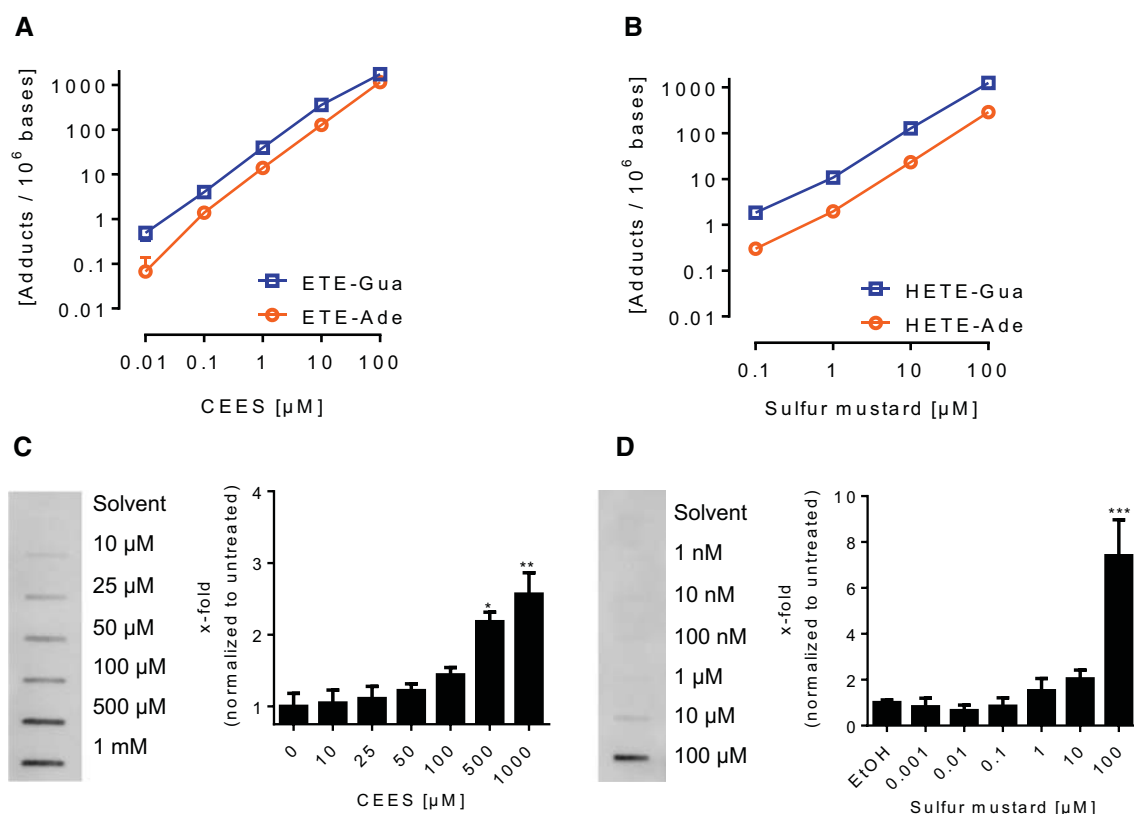 A
[Adducts / 10⁶ bases]
1000
100
10
1
0.1
0.01
ETE-Gua
ETE-Ade
0.01 0.1 1 10 100
CEES [µM]
B
[Adducts / 10⁶ bases]
1000
100
10
1
0.1
0.01
HETE-Gua
HETE-Ade
0.1 1 10 100
Sulfur mustard [µM]
C
Solvent
10 µM
25 µM
50 µM
100 µM
500 µM
1 mM
x-fold
(normalized to untreated)
4
3
2
1
*
**
0 10 25 50 100 500 1000
CEES [µM]
D
Solvent
1 nM
10 nM
100 nM
1 µM
10 µM
100 µM
x-fold
(normalized to untreated)
10
8
6
4
2
0
***
EtOH 0.001 0.01 0.1 1 10 100
Sulfur mustard [µM]